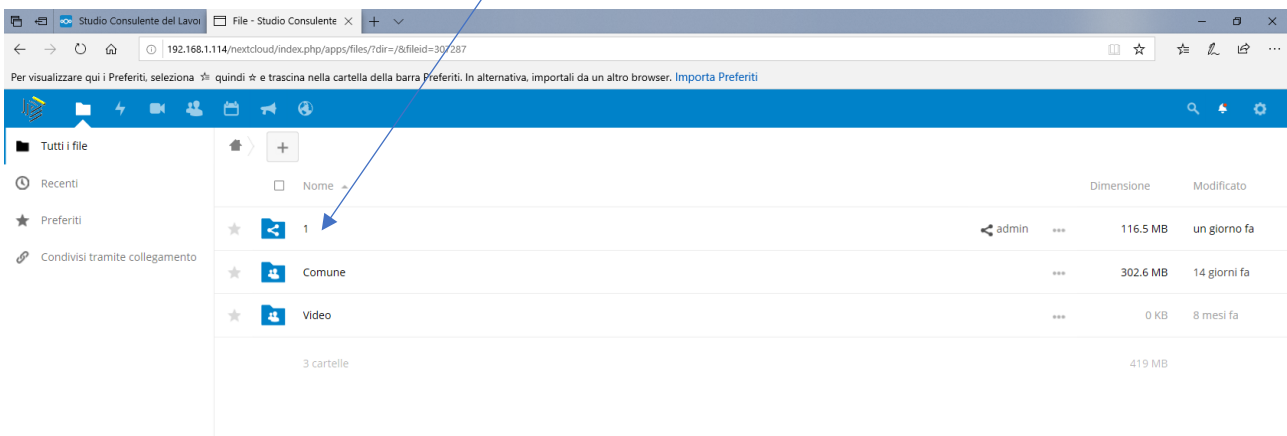 Studio Consulente del Lavor
File - Studio Consulente
192.168.1.114/nextcloud/index.php/apps/files/?dir=/&fileid=307287
Per visualizzare qui i Preferiti, seleziona quindi e trascina nella cartella della barra Preferiti. In alternativa, importali da un altro browser. Importa Preferiti
Tutti i file
Recenti
Preferiti
Condivisi tramite collegamento
Nome Dimensione Modificato
1 admin 116.5 MB un giorno fa
Comune 302.6 MB 14 giorni fa
Video 0 KB 8 mesi fa
3 cartelle 419 MB